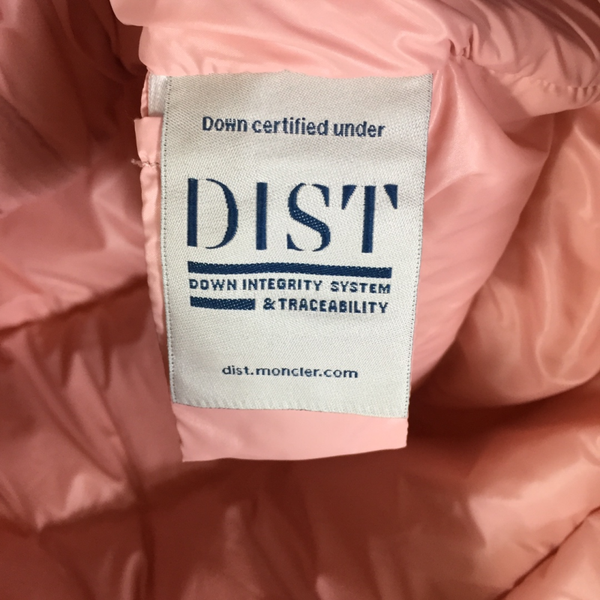 Down certified under
DIST
DOWN INTEGRITY SYSTEM
& TRACEABILITY
dist.moncler.com